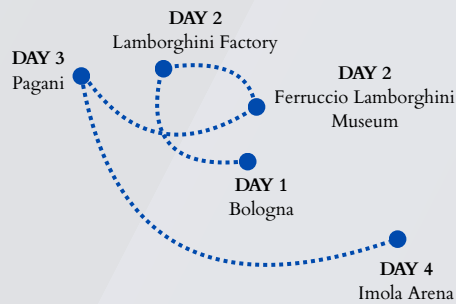 DAY 2
Lamborghini Factory
DAY 3
Pagani
DAY 2
Ferruccio Lamborghini
Museum
DAY 1
Bologna
DAY 4
Imola Arena